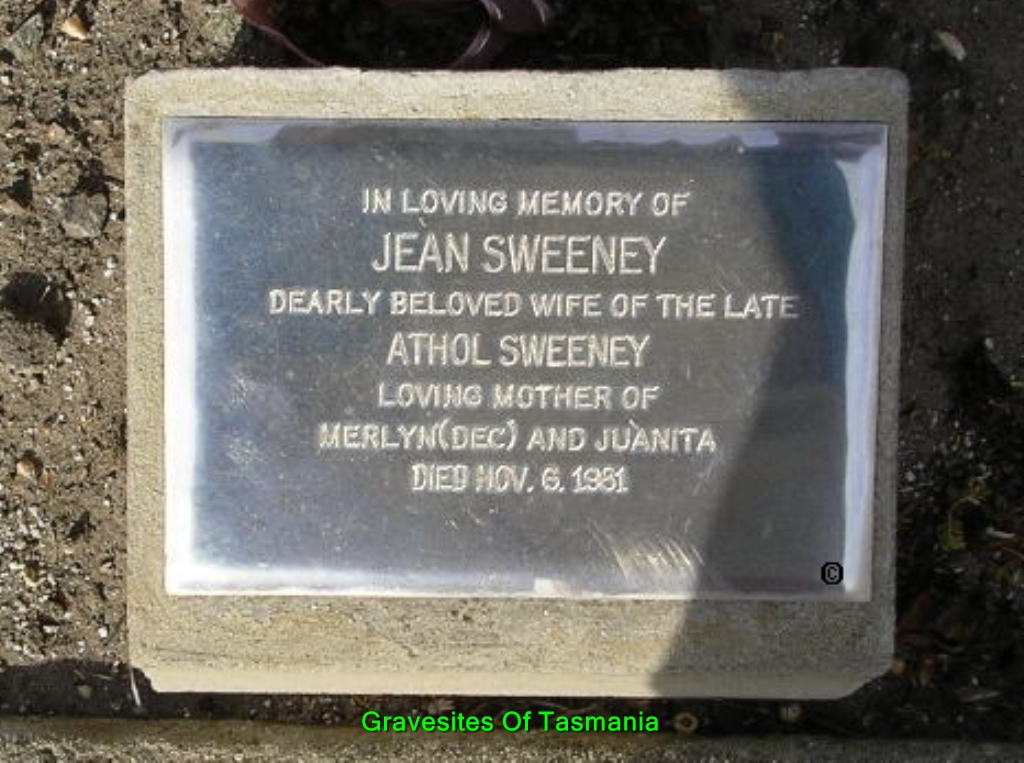 IN LOVING MEMORY OF
JEAN SWEENEY
DEARLY BELOVED WIFE OF THE LATE
ATHOL SWEENEY
LOVING MOTHER OF
MERLYN(DEC) AND JUANITA
DIED NOV. 6. 1981
©
Gravesites Of Tasmania